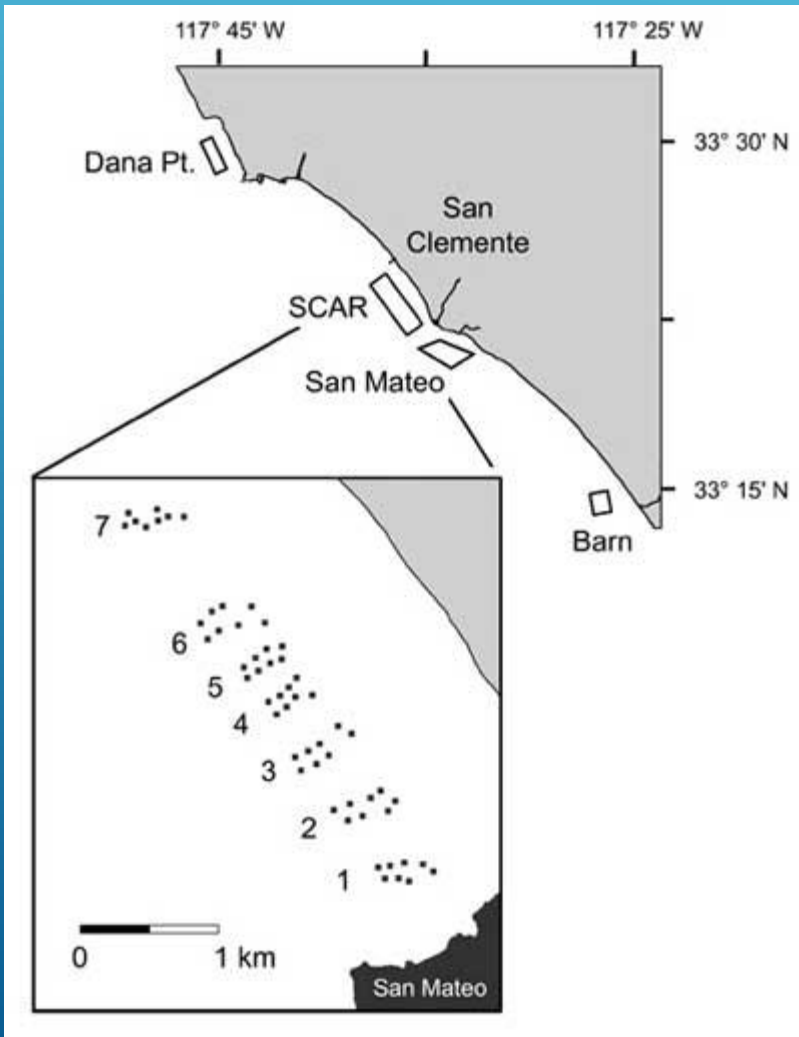 117° 45' W
117° 25' W
33° 30' N
Dana Pt.
San
Clemente
SCAR
San Mateo
33° 15' N
Barn
7
6
5
4
3
2
1
0
1 km
San Mateo